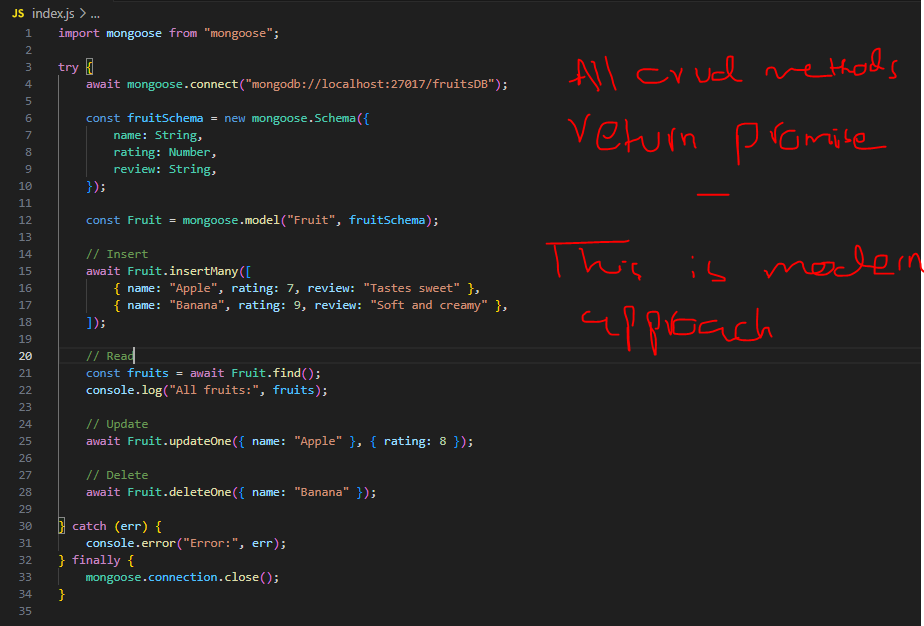 JS index.js > ...
1 import mongoose from "mongoose";
2
3 try {
4 await mongoose.connect("mongodb://localhost:27017/fruitsDB");
5
6 const fruitSchema = new mongoose.Schema({
7 name: String,
8 rating: Number,
9 review: String,
10 });
11
12 const Fruit = mongoose.model("Fruit", fruitSchema);
13
14 // Insert
15 await Fruit.insertMany([
16 { name: "Apple", rating: 7, review: "Tastes sweet" },
17 { name: "Banana", rating: 9, review: "Soft and creamy" },
18 ]);
19
20 // Read
21 const fruits = await Fruit.find();
22 console.log("All fruits:", fruits);
23
24 // Update
25 await Fruit.updateOne({ name: "Apple" }, { rating: 8 });
26
27 // Delete
28 await Fruit.deleteOne({ name: "Banana" });
29
30 } catch (err) {
31 console.error("Error:", err);
32 } finally {
33 mongoose.connection.close();
34 }
35
All crud methods
return promise
This is modern
approach